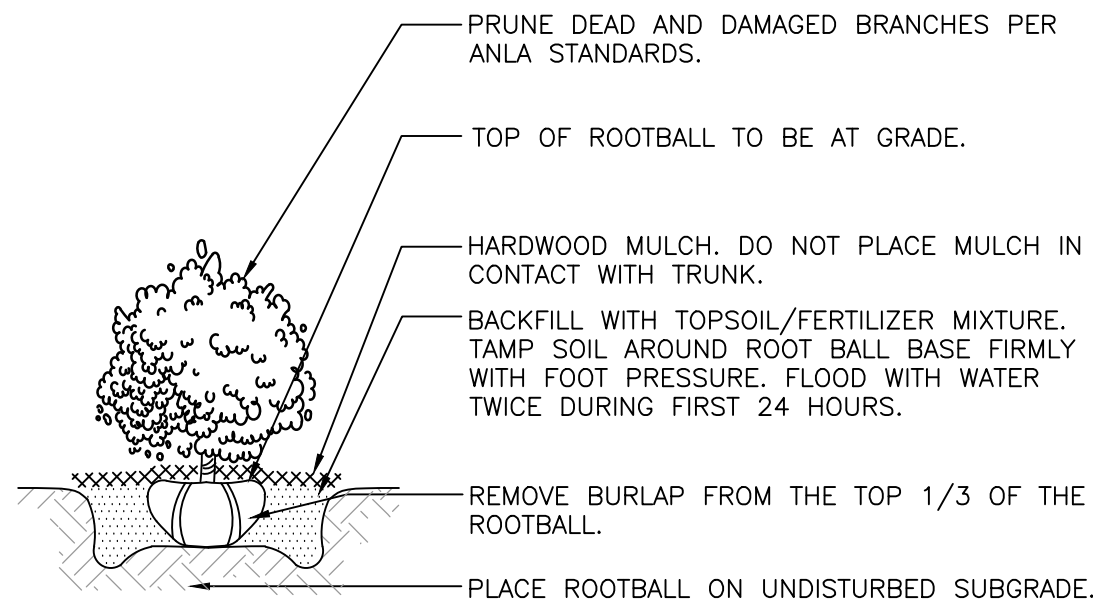 PRUNE DEAD AND DAMAGED BRANCHES PER
ANLA STANDARDS.
TOP OF ROOTBALL TO BE AT GRADE.
HARDWOOD MULCH. DO NOT PLACE MULCH IN
CONTACT WITH TRUNK.
BACKFILL WITH TOPSOIL/FERTILIZER MIXTURE.
TAMP SOIL AROUND ROOT BALL BASE FIRMLY
WITH FOOT PRESSURE. FLOOD WITH WATER
TWICE DURING FIRST 24 HOURS.
REMOVE BURLAP FROM THE TOP 1/3 OF THE
ROOTBALL.
PLACE ROOTBALL ON UNDISTURBED SUBGRADE.